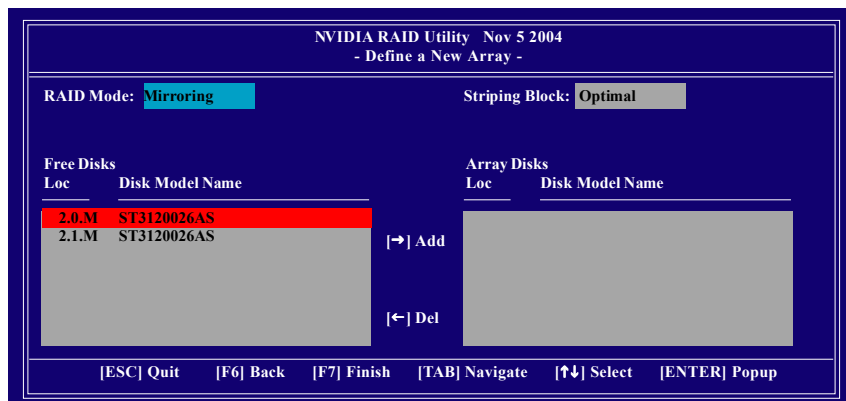 NVIDIA RAID Utility Nov 5 2004
- Define a New Array -
RAID Mode: Mirroring
Striping Block: Optimal
Free Disks
Loc Disk Model Name
2.0.M ST3120026AS
2.1.M ST3120026AS
[→] Add
[←] Del
Array Disks
Loc Disk Model Name
[ESC] Quit [F6] Back [F7] Finish [TAB] Navigate [↑↓] Select [ENTER] Popup